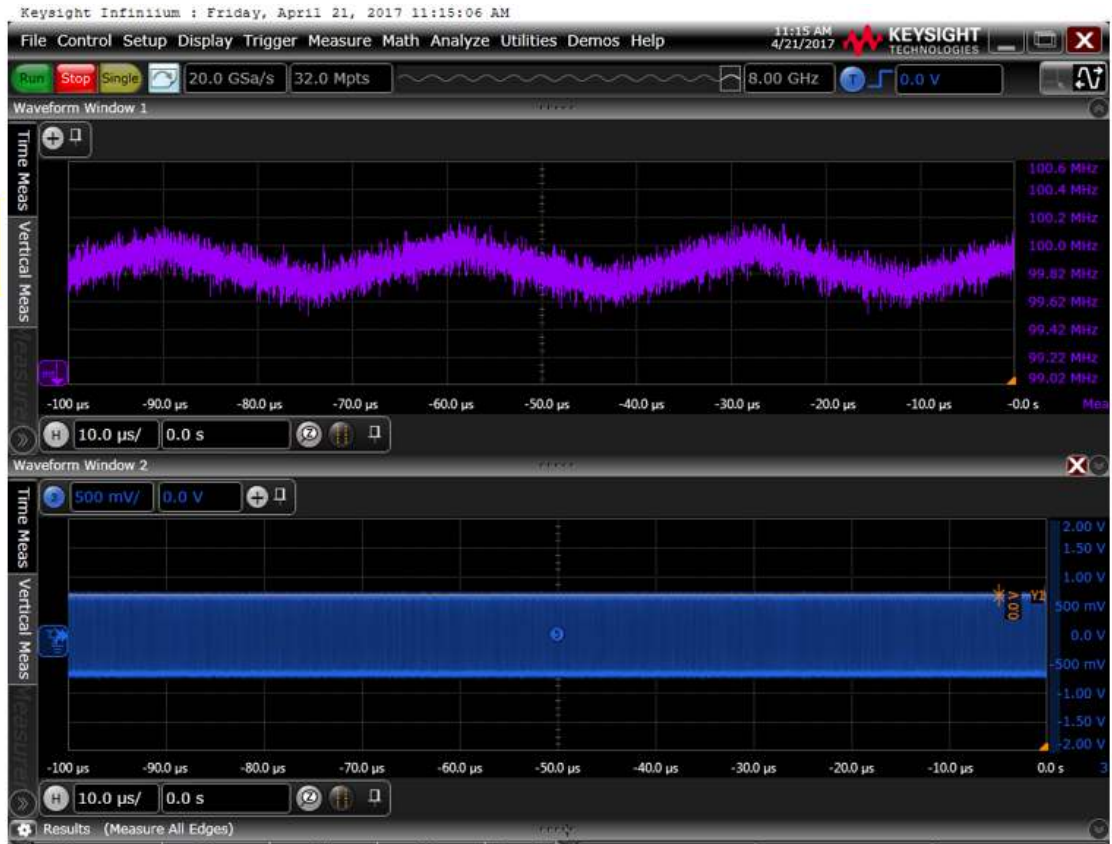 Keysight Infiniium : Friday, April 21, 2017 11:15:06 AM
File Control Setup Display Trigger Measure Math Analyze Utilities Demos Help
11:15 AM
4/21/2017
KEYSIGHT
TECHNOLOGIES
Run Stop Single 20.0 GSa/s 32.0 Mpts 8.00 GHz T 0.0 V
Waveform Window 1
Time Meas
Vertical Meas
Measure
100.6 MHz
100.4 MHz
100.2 MHz
100.0 MHz
99.82 MHz
99.62 MHz
99.42 MHz
99.22 MHz
99.02 MHz
-100 µs -90.0 µs -80.0 µs -70.0 µs -60.0 µs -50.0 µs -40.0 µs -30.0 µs -20.0 µs -10.0 µs -0.0 s Mea
H 10.0 µs/ 0.0 s
Waveform Window 2
Time Meas
Vertical Meas
Measure
3 500 mV/ 0.0 V
2.00 V
1.50 V
1.00 V
0.0 V Y1
500 mV
3 0.0 V
-500 mV
-1.00 V
-1.50 V
-2.00 V
-100 µs -90.0 µs -80.0 µs -70.0 µs -60.0 µs -50.0 µs -40.0 µs -30.0 µs -20.0 µs -10.0 µs 0.0 s 3
H 10.0 µs/ 0.0 s
Results (Measure All Edges)